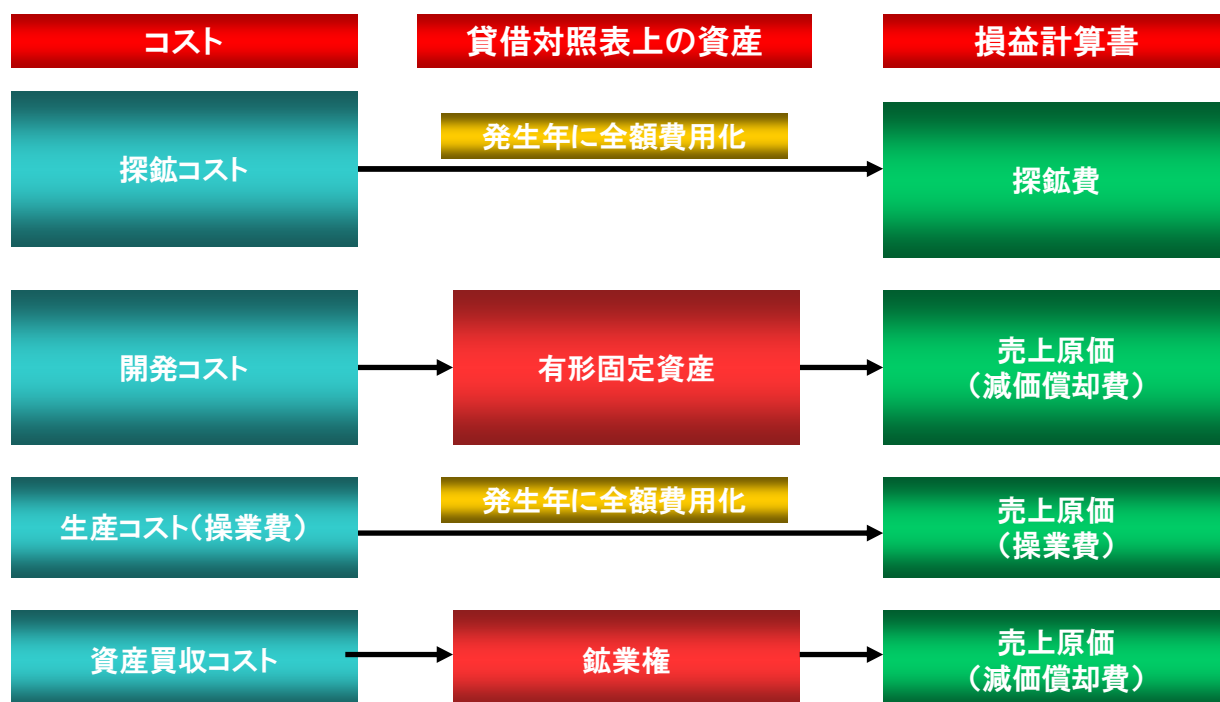 コスト
貸借対照表上の資産
損益計算書
探鉱コスト
発生年に全額費用化
探鉱費
開発コスト
有形固定資産
売上原価
（減価償却費）
生産コスト（操業費）
発生年に全額費用化
売上原価
（操業費）
資産買収コスト
鉱業権
売上原価
（減価償却費）